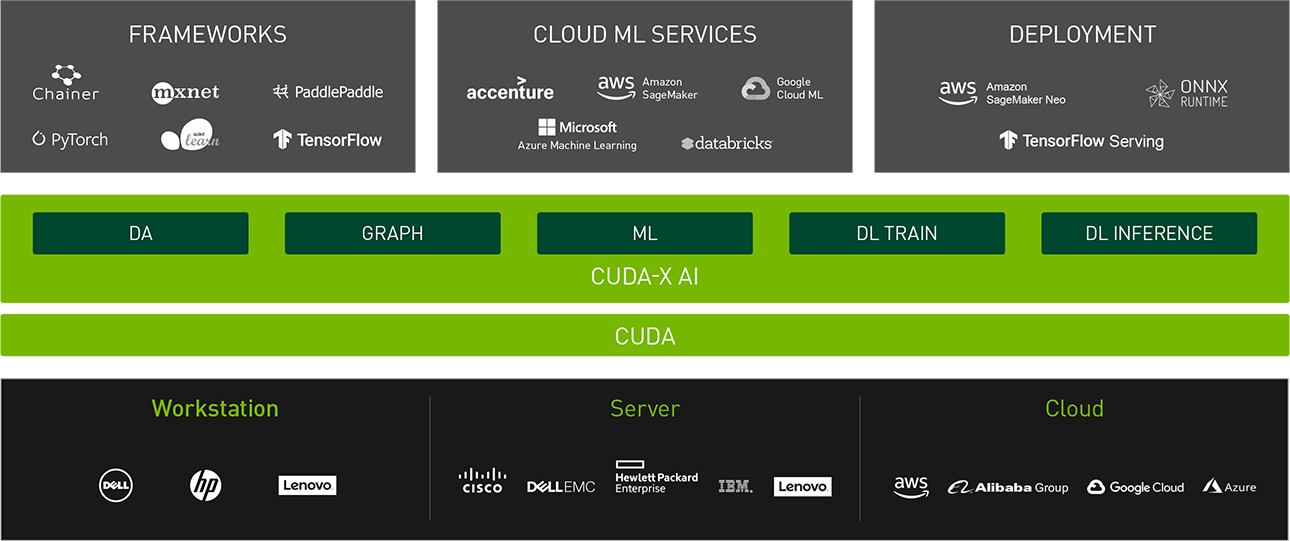 FRAMEWORKS
Chainer
mxnet
PaddlePaddle
PyTorch
scikit
learn
TensorFlow
CLOUD ML SERVICES
accenture
aws
Amazon
SageMaker
Google
Cloud ML
Microsoft
Azure Machine Learning
databricks
DEPLOYMENT
aws
Amazon
SageMaker Neo
ONNX
RUNTIME
TensorFlow Serving
DA
GRAPH
ML
DL TRAIN
DL INFERENCE
CUDA-X AI
CUDA
Workstation
DELL
hp
Lenovo
Server
CISCO
DELLEMC
Hewlett Packard
Enterprise
IBM
Lenovo
Cloud
aws
Alibaba Group
Google Cloud
Azure